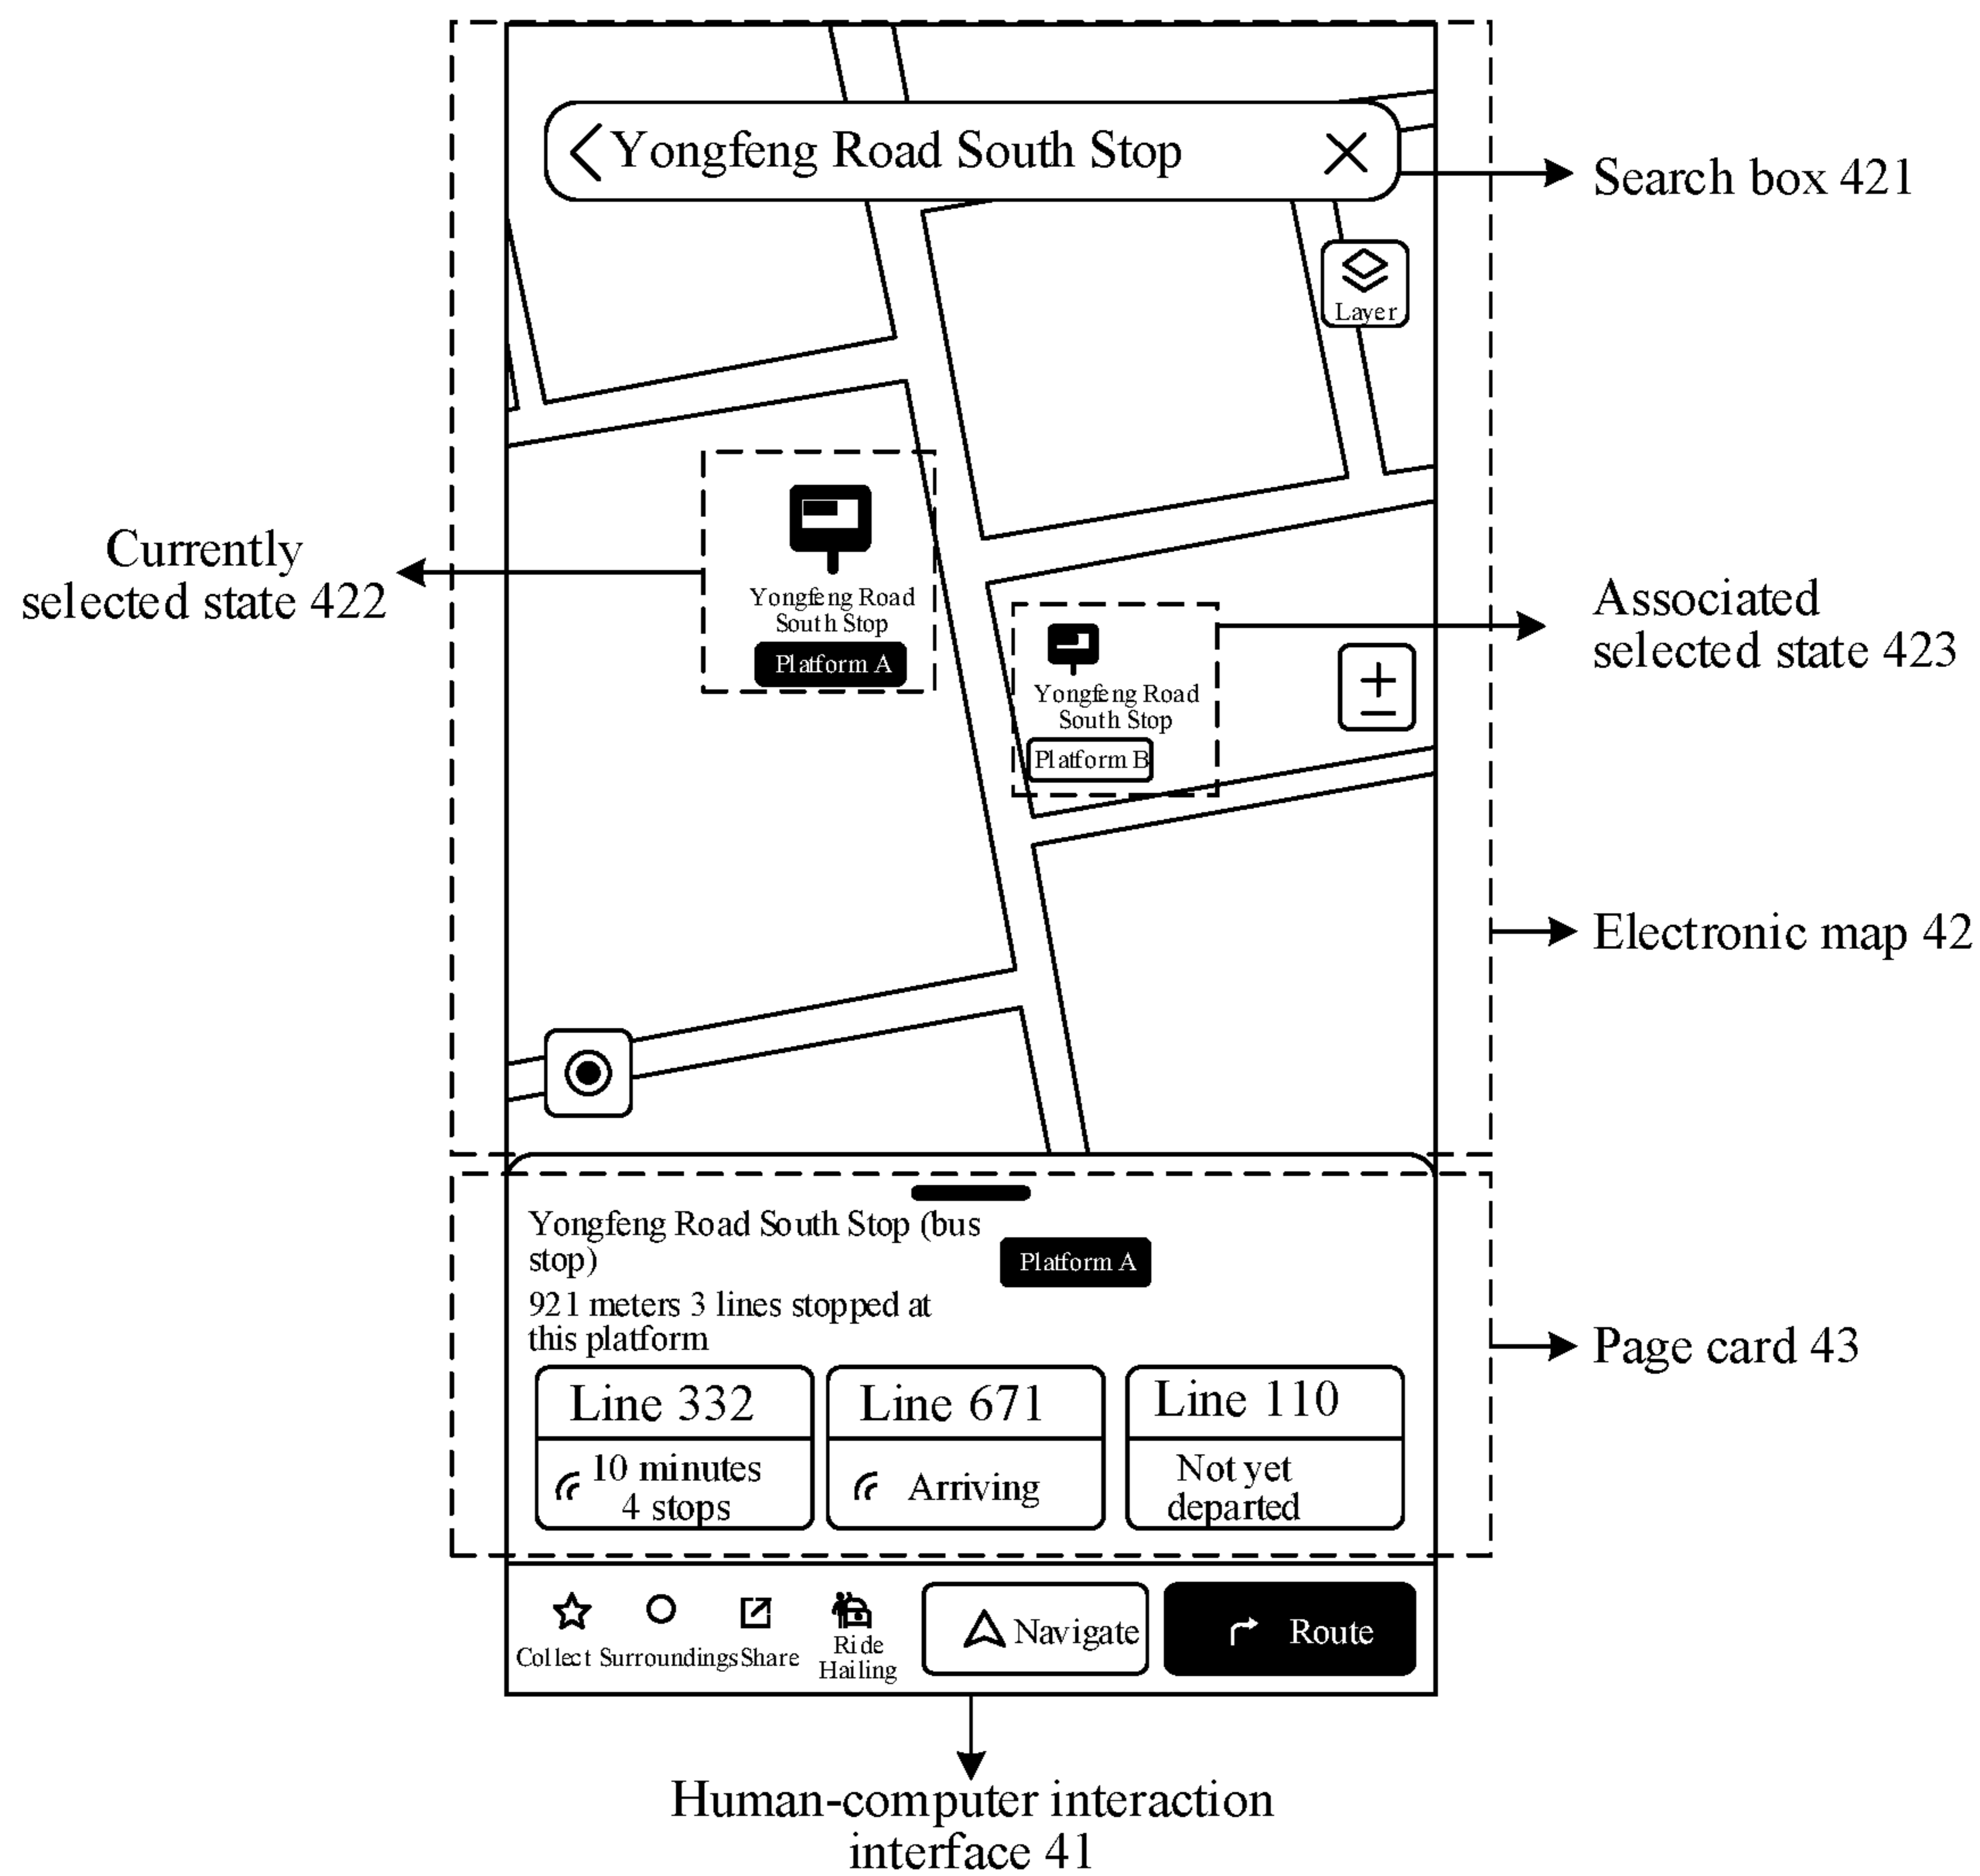 Yongfeng Road South Stop
Search box 421
Layer
Currently
selected state 422
Yongfeng Road
South Stop
Platform A
Associated
selected state 423
Yongfeng Road
South Stop
Platform B
Electronic map 42
Yongfeng Road South Stop (bus
stop)
Platform A
921 meters 3 lines stopped at
this platform
Page card 43
Line 332
10 minutes
4 stops
Line 671
Arriving
Line 110
Not yet
departed
Collect
Surroundings
Share
Ride
Hailing
Navigate
Route
Human-computer interaction
interface 41